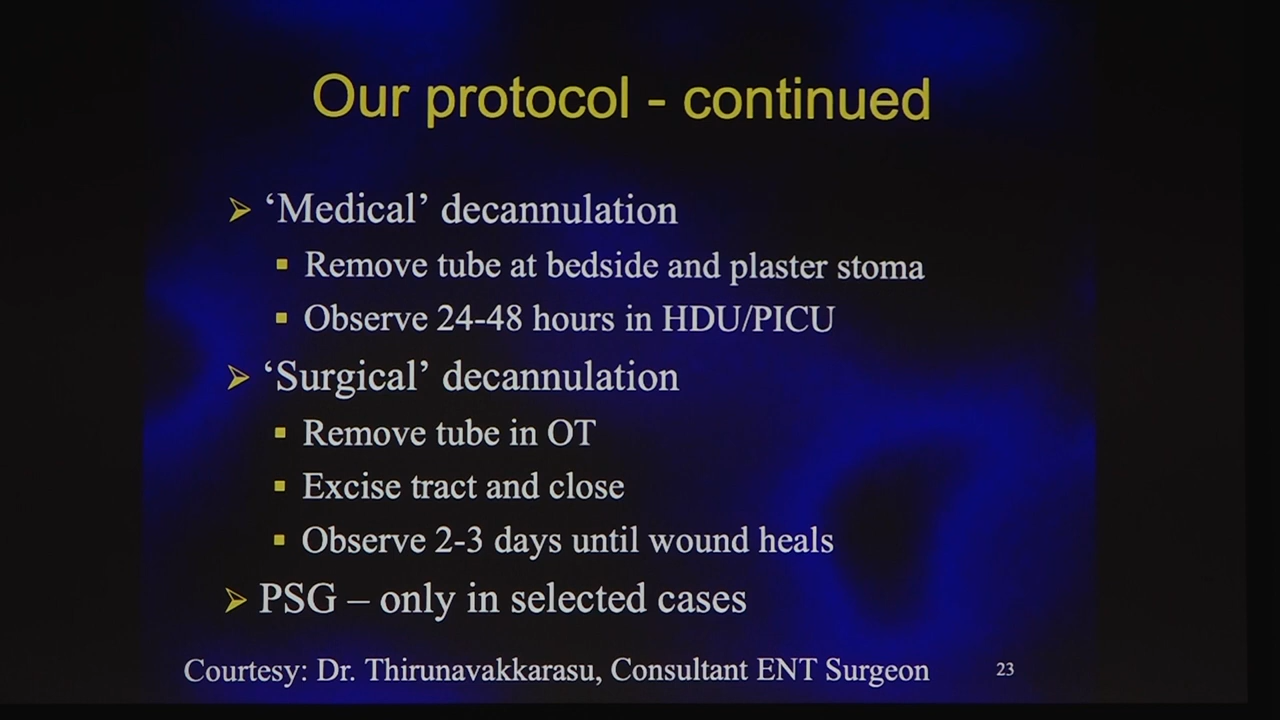 Our protocol - continued
‘Medical’ decannulation
Remove tube at bedside and plaster stoma
Observe 24-48 hours in HDU/PICU
‘Surgical’ decannulation
Remove tube in OT
Excise tract and close
Observe 2-3 days until wound heals
PSG – only in selected cases
Courtesy: Dr. Thirunavakkarasu, Consultant ENT Surgeon
23